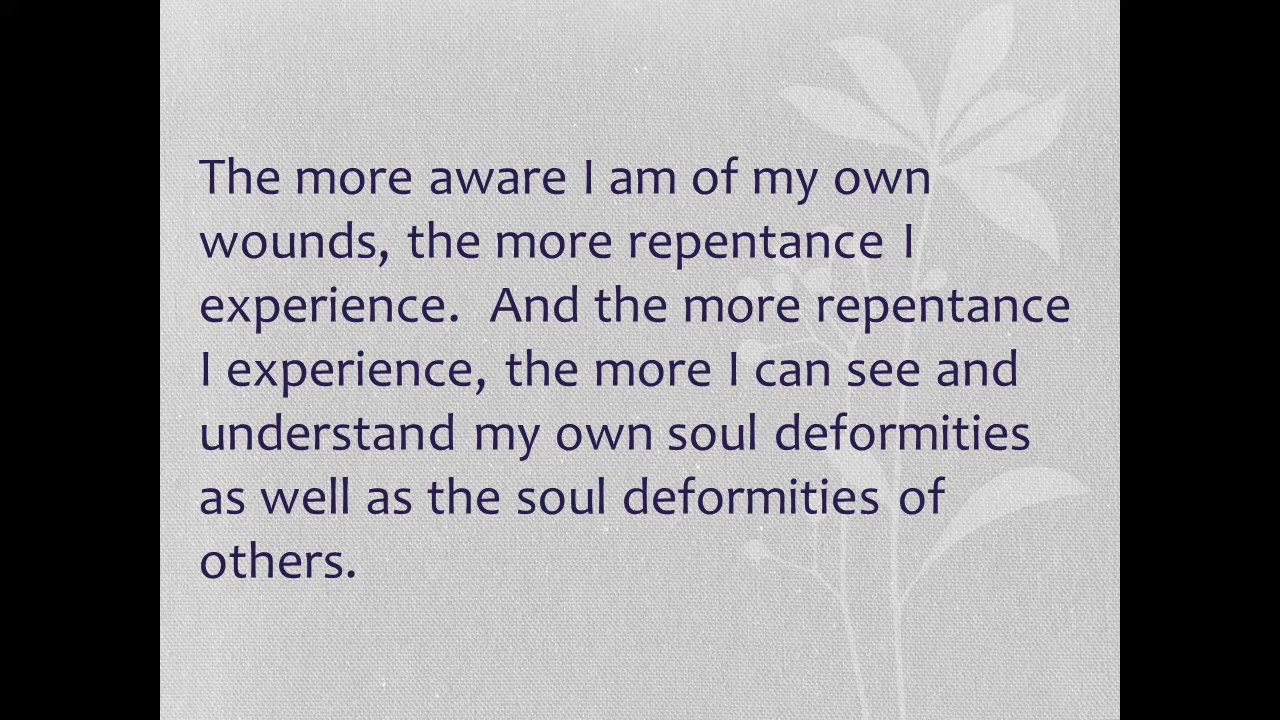 The more aware I am of my own
wounds, the more repentance I
experience.  And the more repentance
I experience, the more I can see and
understand my own soul deformities
as well as the soul deformities of
others.